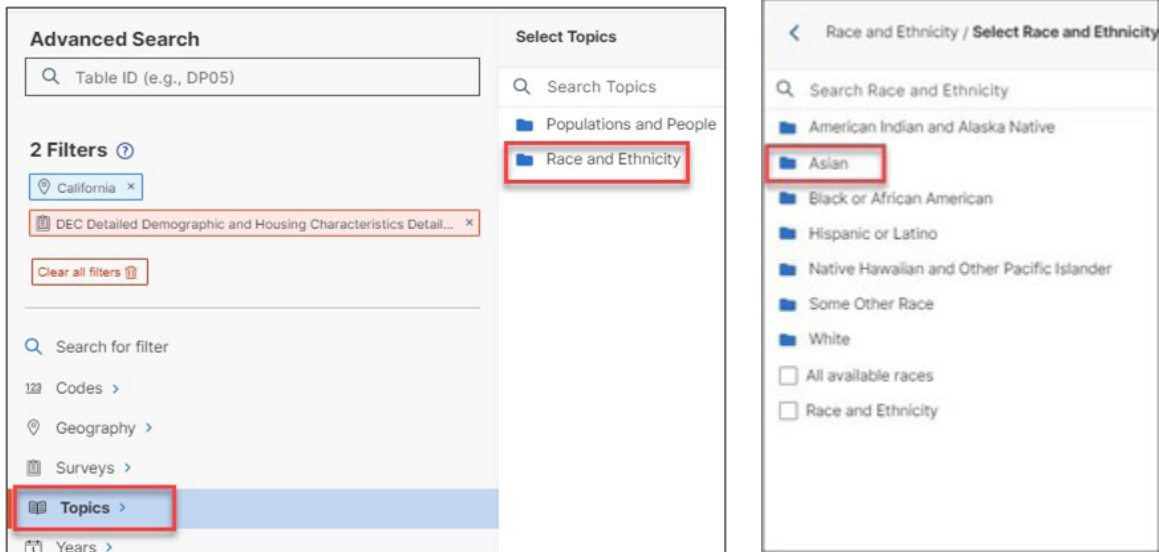 Advanced Search
Table ID (e.g., DP05)
2 Filters
California ×
DEC Detailed Demographic and Housing Characteristics Detail... ×
Clear all filters
Search for filter
123 Codes >
Geography >
Surveys >
Topics >
Years >
Select Topics
Search Topics
Populations and People
Race and Ethnicity
Race and Ethnicity / Select Race and Ethnicity
Search Race and Ethnicity
American Indian and Alaska Native
Asian
Black or African American
Hispanic or Latino
Native Hawaiian and Other Pacific Islander
Some Other Race
White
All available races
Race and Ethnicity